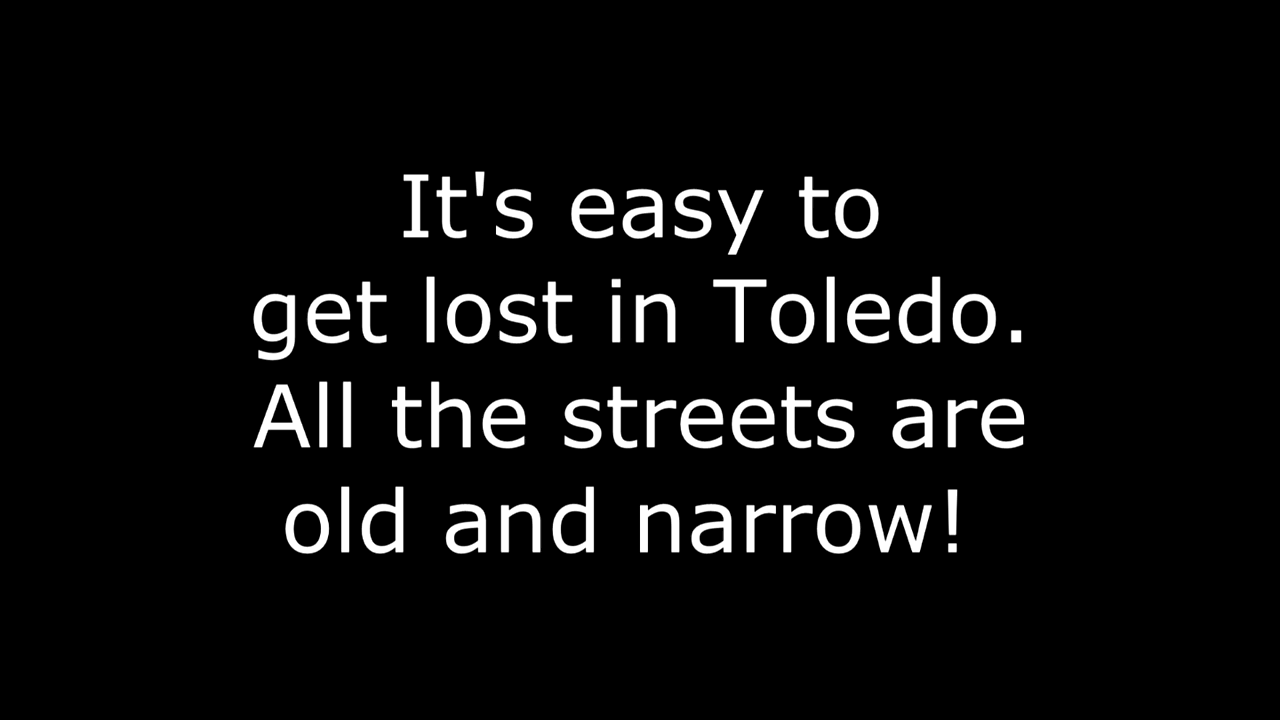 It's easy to
get lost in Toledo.
All the streets are
old and narrow!